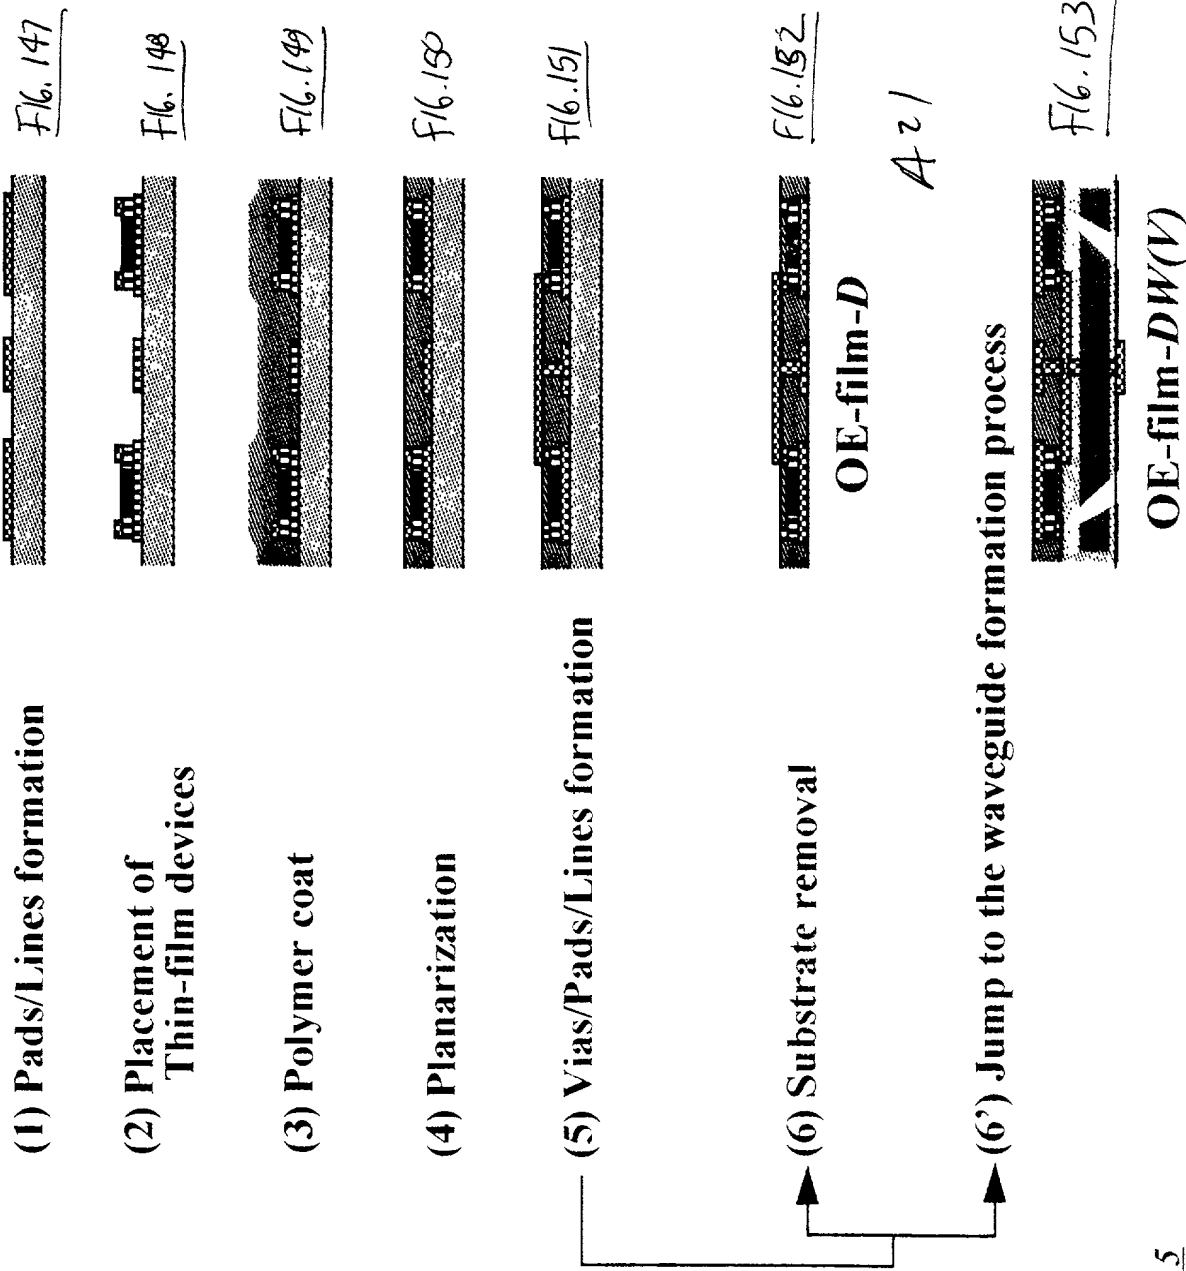 (1) Pads/Lines formation
FIG. 147
(2) Placement of
Thin-film devices
FIG. 148
(3) Polymer coat
FIG. 149
(4) Planarization
FIG. 150
(5) Vias/Pads/Lines formation
FIG. 151
(6) Substrate removal
FIG. 152
OE-film-D
A21
(6') Jump to the waveguide formation process
FIG. 153
OE-film-DW(V)
5